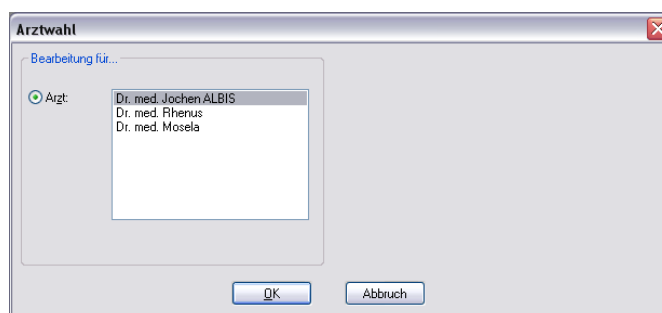 Arztwahl
Bearbeitung für...
Arzt:
Dr. med. Jochen ALBIS
Dr. med. Rhenus
Dr. med. Mosela
OK
Abbruch